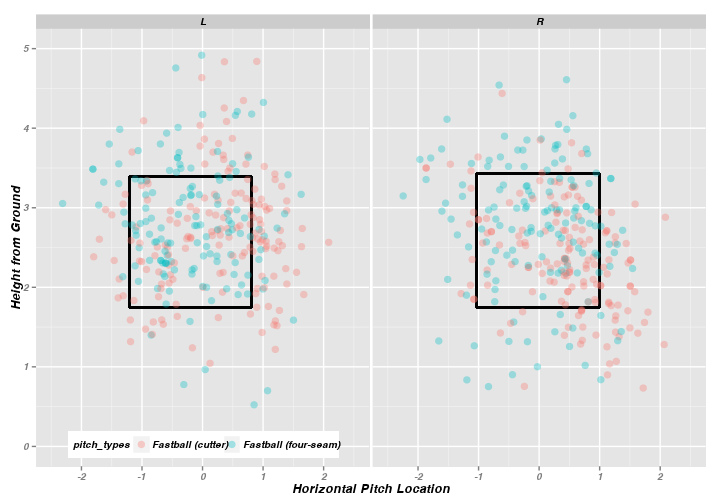 L R
5
4
3
2
1
0
Height from Ground
pitch_types Fastball (cutter) Fastball (four-seam)
-2 -1 0 1 2 -2 -1 0 1 2
Horizontal Pitch Location